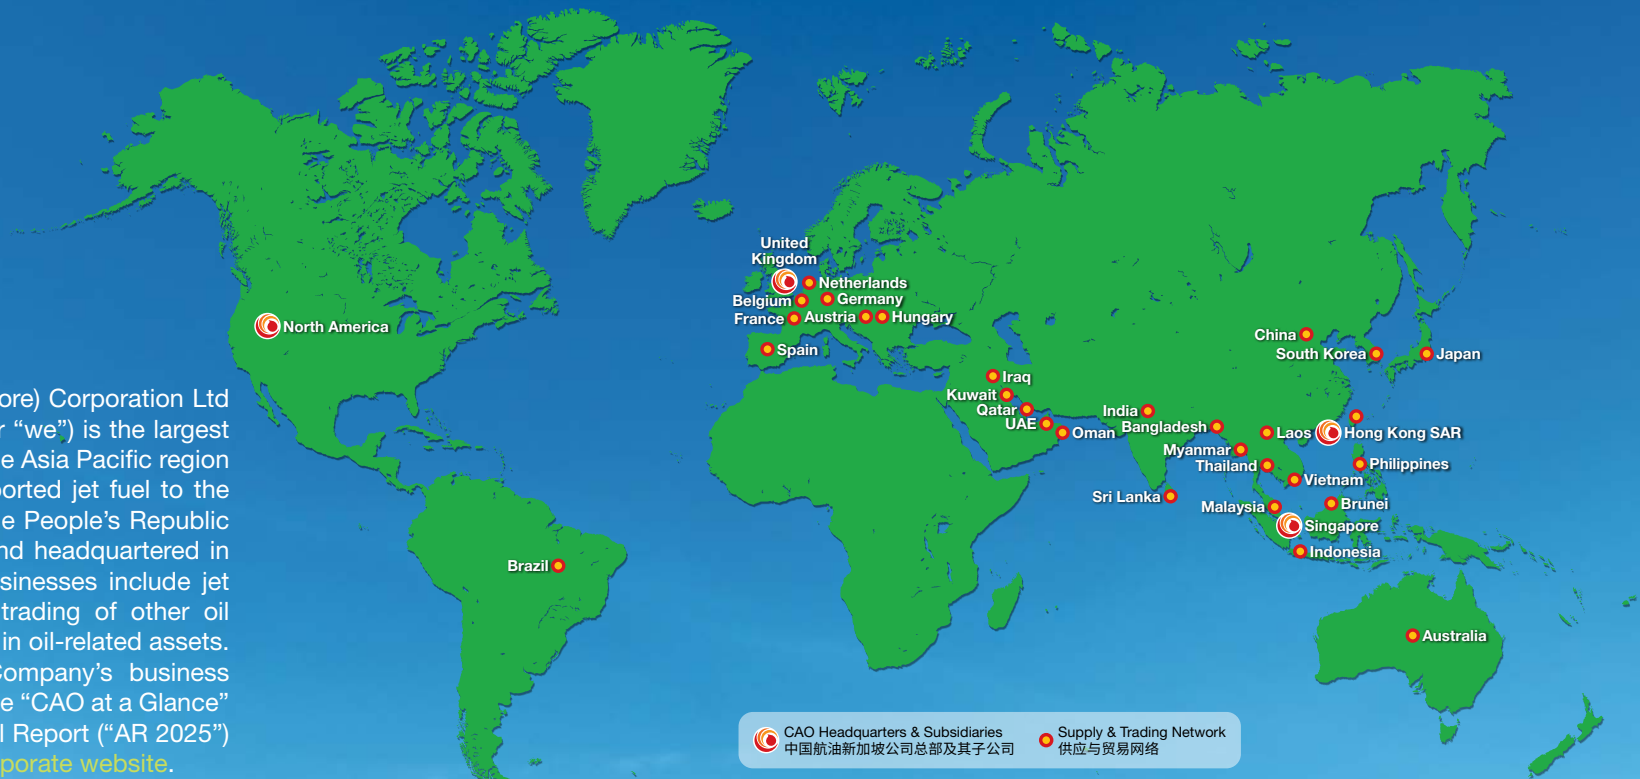 ore) Corporation Ltd
r “we”) is the largest
e Asia Pacific region
ported jet fuel to the
e People’s Republic
nd headquartered in
sinesses include jet
trading of other oil
in oil-related assets.
Company’s business
e “CAO at a Glance”
l Report (“AR 2025”)
porate website.
North America
Brazil
United
Kingdom
Netherlands
Belgium
Germany
France
Austria
Hungary
Spain
Iraq
Kuwait
Qatar
UAE
Oman
India
Bangladesh
Myanmar
Thailand
Sri Lanka
China
South Korea
Japan
Laos
Hong Kong SAR
Philippines
Vietnam
Malaysia
Brunei
Singapore
Indonesia
Australia
CAO Headquarters & Subsidiaries
中国航油新加坡公司总部及其子公司
Supply & Trading Network
供应与贸易网络